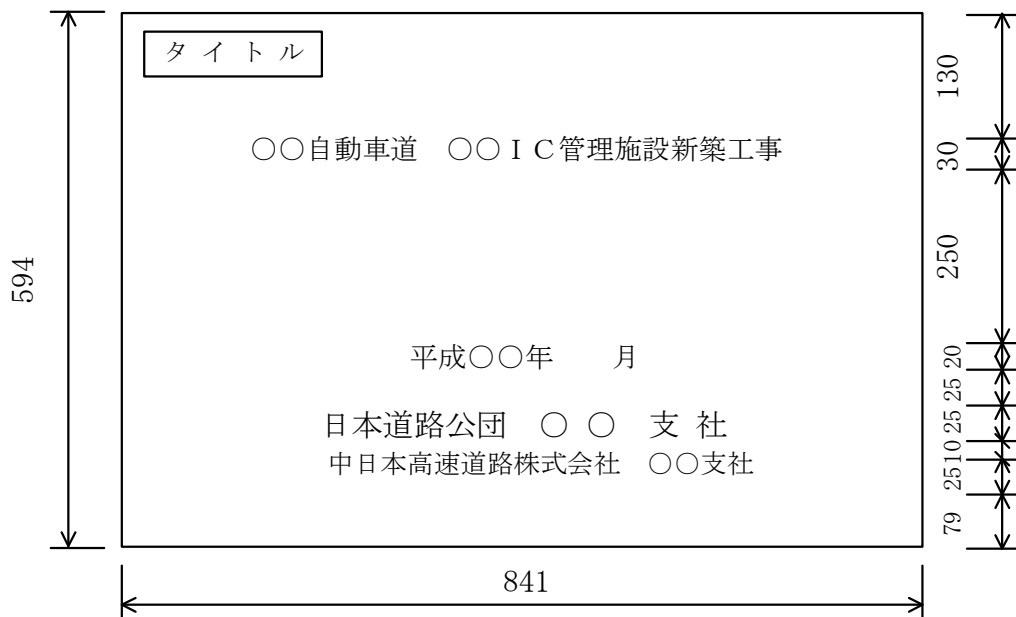 タイトル
○○自動車道　○○ＩＣ管理施設新築工事
平成○○年　　月
日本道路公団　○ ○　支 社
中日本高速道路株式会社　○○支社
594
841
130
30
250
20
25
25
10
25
79